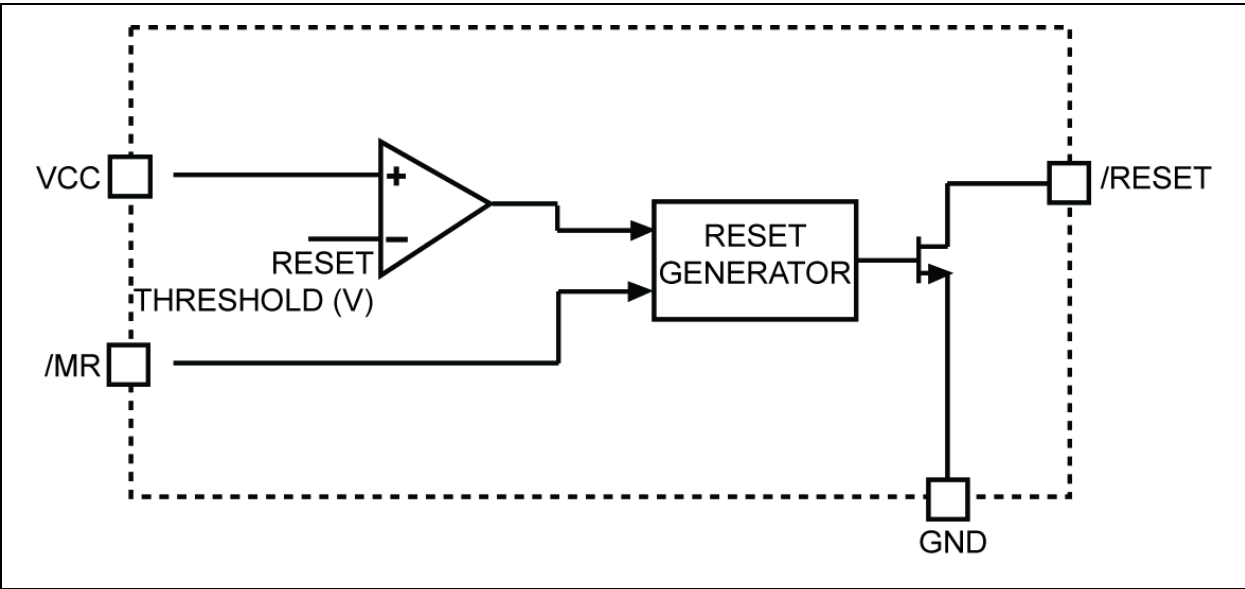 VCC
+
−
RESET
THRESHOLD (V)
/MR
RESET
GENERATOR
/RESET
GND